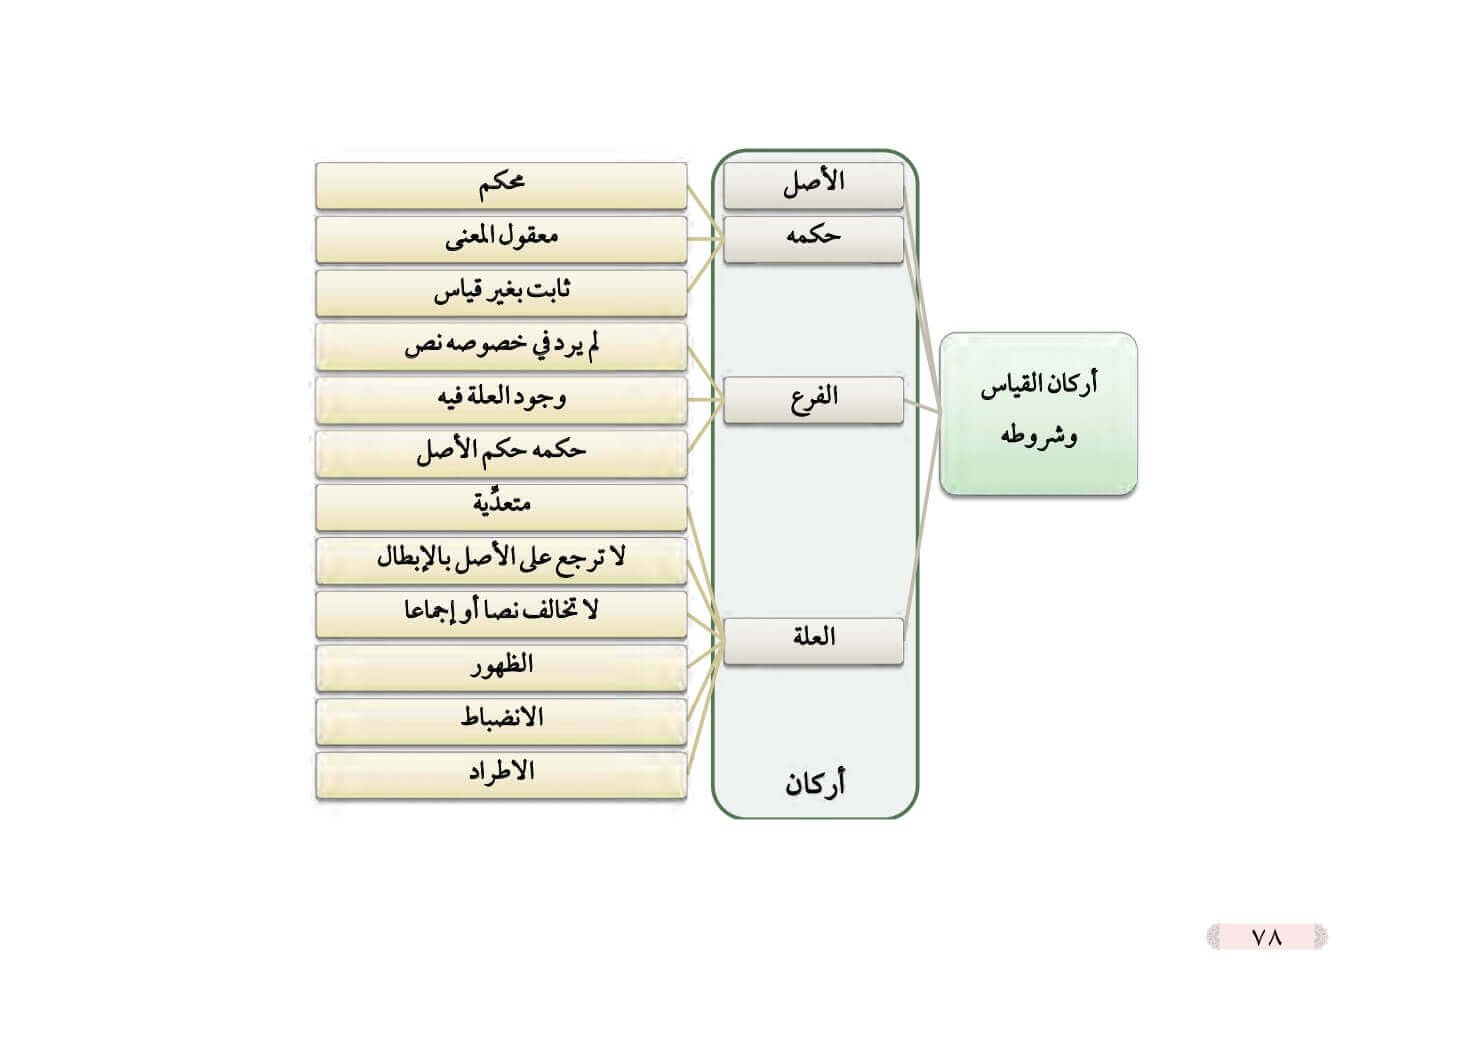 أركان القياس
وشروطه
الأصل
حكمه
الفرع
العلة
أركان
محكم
معقول المعنى
ثابت بغير قياس
لم يرد في خصوصه نص
وجود العلة فيه
حكمه حكم الأصل
متعدِّية
لا ترجع على الأصل بالإبطال
لا تخالف نصا أو إجماعا
الظهور
الانضباط
الاطراد
٧٨